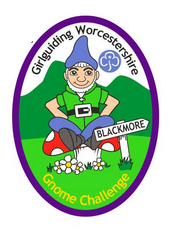 Girlguiding Worcestershire
BLACKMORE
Gnome Challenge